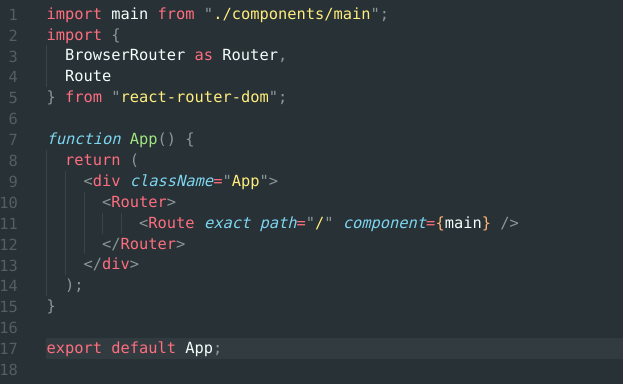 1 import main from "./components/main";
2 import {
3   BrowserRouter as Router,
4   Route
5 } from "react-router-dom";
6
7 function App() {
8   return (
9     <div className="App">
10       <Router>
11           <Route exact path="/" component={main} />
12       </Router>
13     </div>
14   );
15 }
16
17 export default App;
18